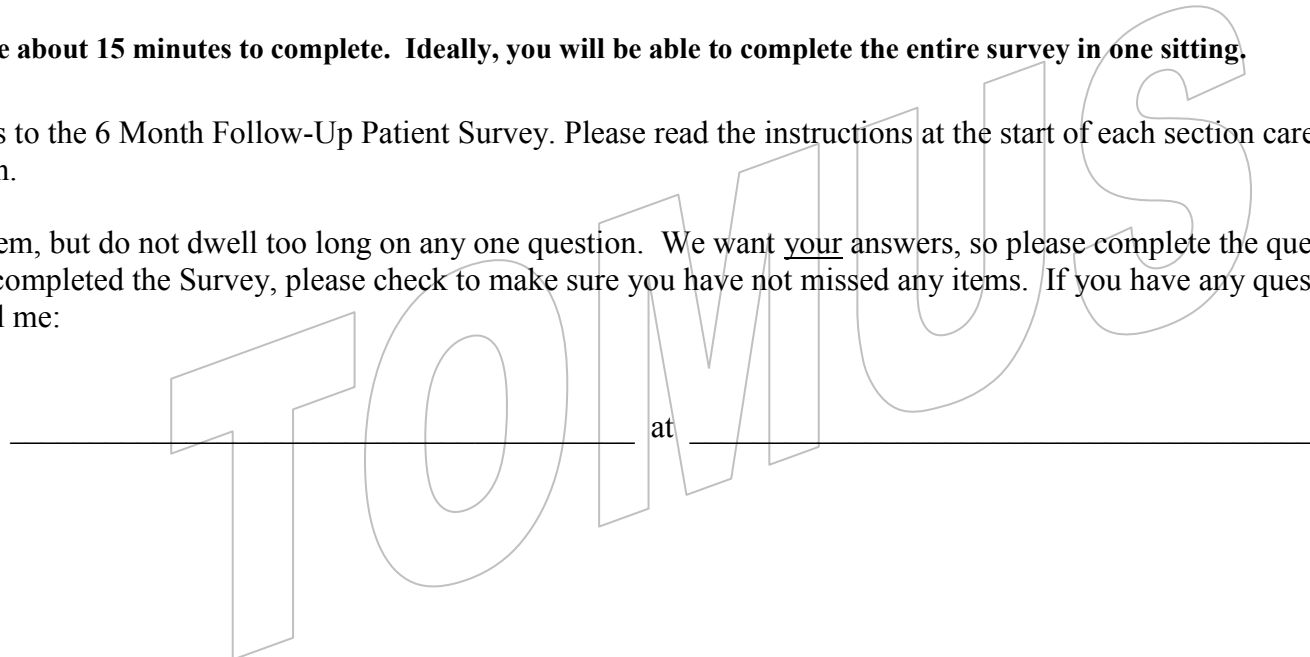 e about 15 minutes to complete.  Ideally, you will be able to complete the entire survey in one sitting.
s to the 6 Month Follow-Up Patient Survey. Please read the instructions at the start of each section care
n.
em, but do not dwell too long on any one question.  We want your answers, so please complete the que
completed the Survey, please check to make sure you have not missed any items.  If you have any ques
l me:
at
TOMUS